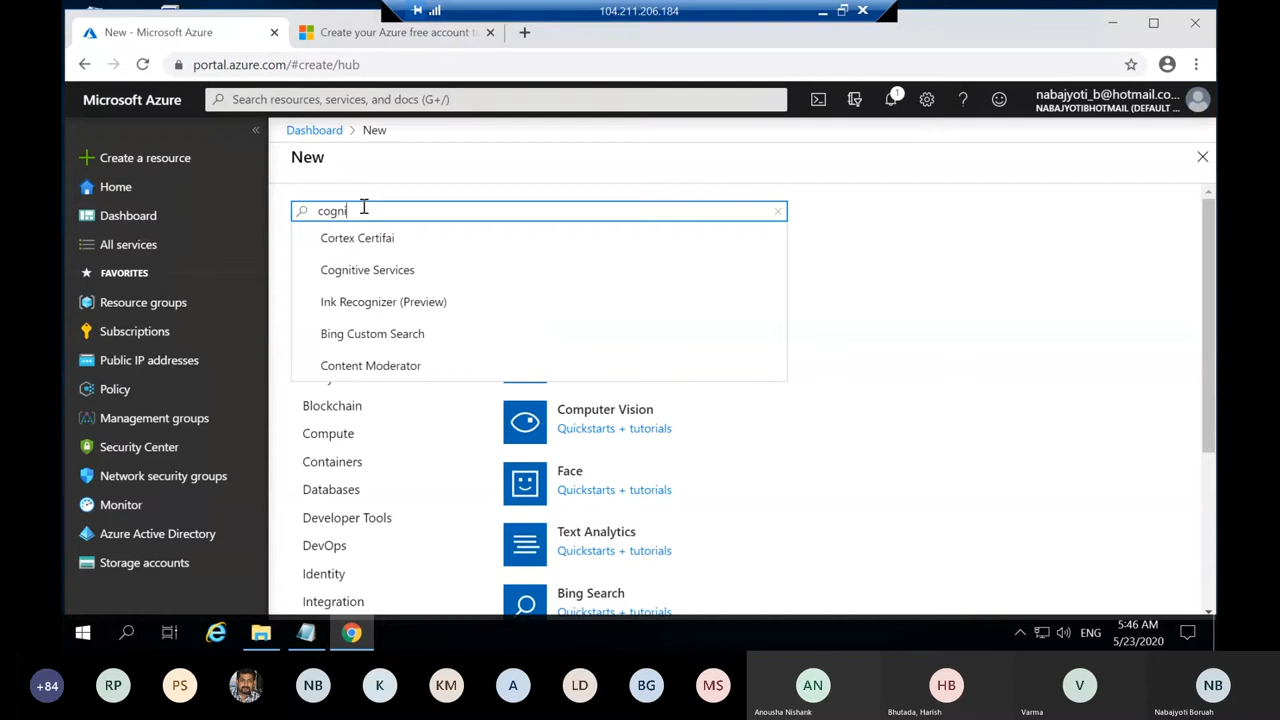 104.211.206.184
New - Microsoft Azure
Create your Azure free account t
portal.azure.com/#create/hub
Microsoft Azure
Search resources, services, and docs (G+/)
1
nabajyoti_b@hotmail.co...
NABAJYOTIHOTMAIL (DEFAULT ...
Create a resource
Home
Dashboard
All services
FAVORITES
Resource groups
Subscriptions
Public IP addresses
Policy
Management groups
Security Center
Network security groups
Monitor
Azure Active Directory
Storage accounts
Dashboard > New
New
cogni
Cortex Certifai
Cognitive Services
Ink Recognizer (Preview)
Bing Custom Search
Content Moderator
Blockchain
Compute
Containers
Databases
Developer Tools
DevOps
Identity
Integration
Computer Vision
Quickstarts + tutorials
Face
Quickstarts + tutorials
Text Analytics
Quickstarts + tutorials
Bing Search
Quickstarts + tutorials
ENG
5:46 AM
5/23/2020
+84
RP
PS
NB
K
KM
A
LD
BG
MS
AN
HB
V
NB
Anousha Nishank
Bhutada, Harish
Varma
Nabajyoti Boruah